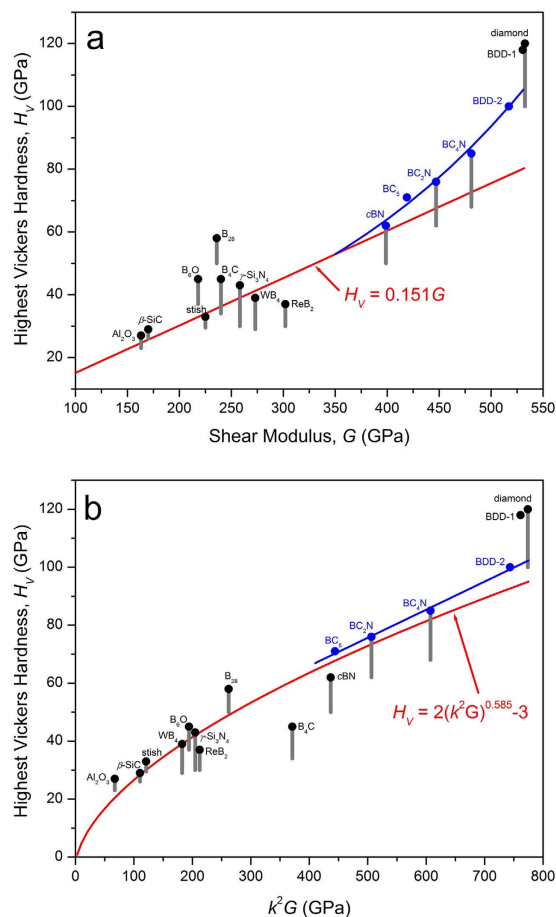 a
Highest Vickers Hardness, H_V (GPa)
120
100
80
60
40
20
diamond
BDD-1
BDD-2
BC₄N
BC₂N
BC₅
cBN
B₂₈
B₆O
B₄C
γ-Si₃N₄
WB₄
ReB₂
stish
β-SiC
Al₂O₃
H_V = 0.151G
100 150 200 250 300 350 400 450 500 550
Shear Modulus, G (GPa)
b
Highest Vickers Hardness, H_V (GPa)
120
100
80
60
40
20
0
diamond
BDD-1
BDD-2
BC₄N
BC₂N
BC₅
cBN
B₂₈
B₆O
B₄C
WB₄
γ-Si₃N₄
ReB₂
stish
β-SiC
Al₂O₃
H_V = 2(k²G)^0.585-3
0 100 200 300 400 500 600 700 800
k²G (GPa)